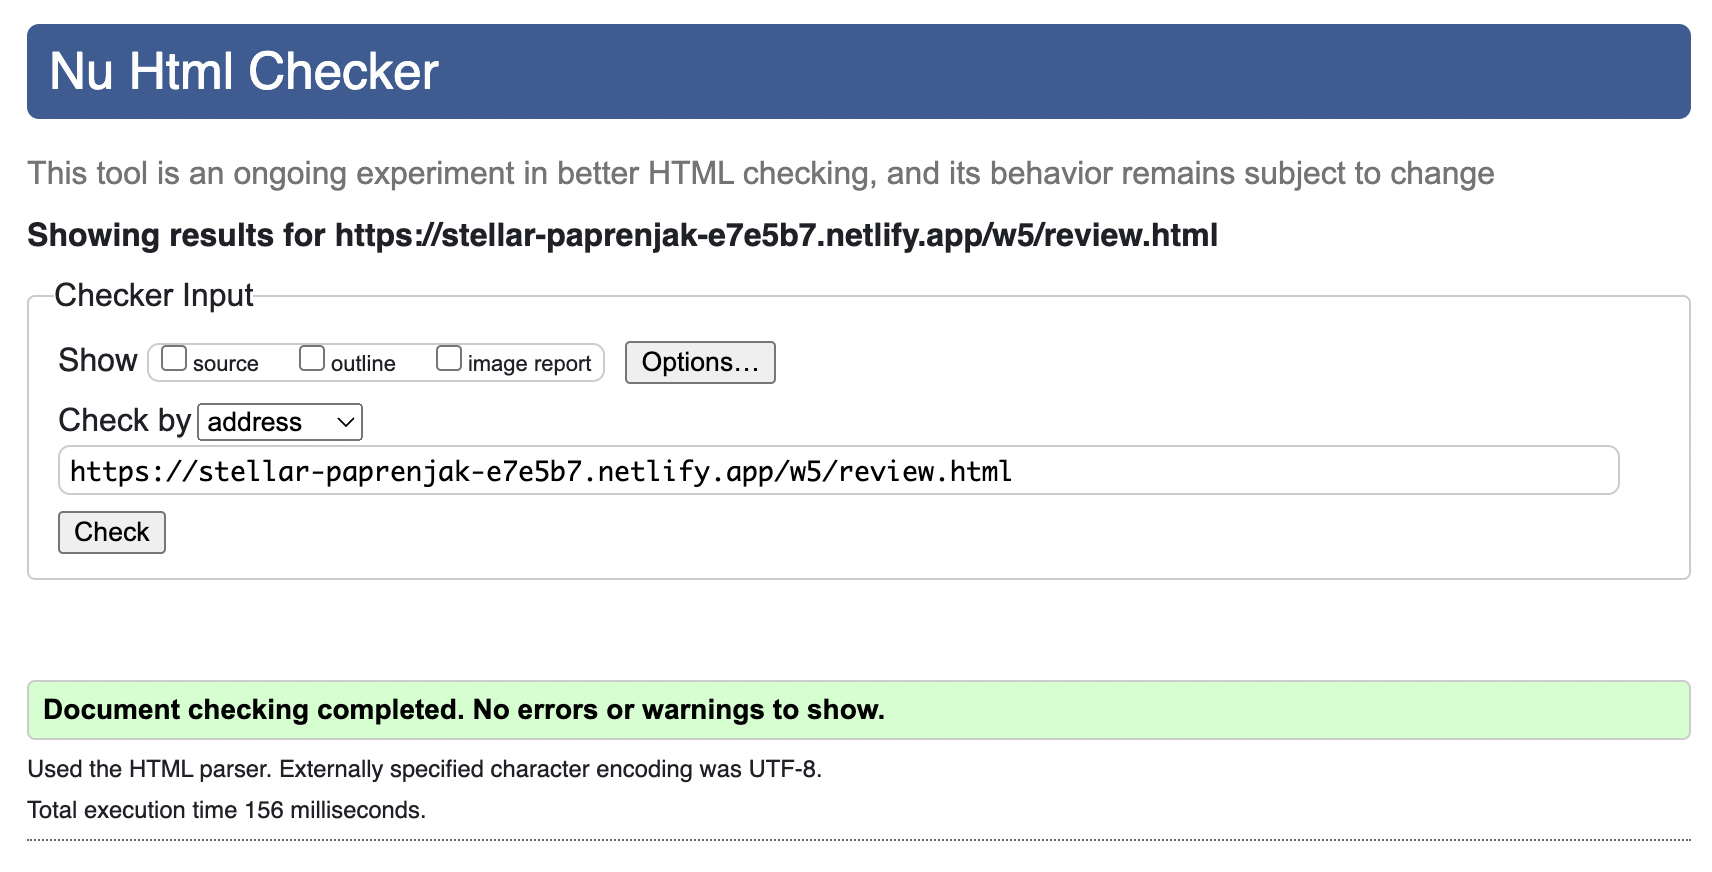 Nu Html Checker
This tool is an ongoing experiment in better HTML checking, and its behavior remains subject to change
Showing results for https://stellar-paprenjak-e7e5b7.netlify.app/w5/review.html
Checker Input
Show source outline image report Options...
Check by address
https://stellar-paprenjak-e7e5b7.netlify.app/w5/review.html
Check
Document checking completed. No errors or warnings to show.
Used the HTML parser. Externally specified character encoding was UTF-8.
Total execution time 156 milliseconds.